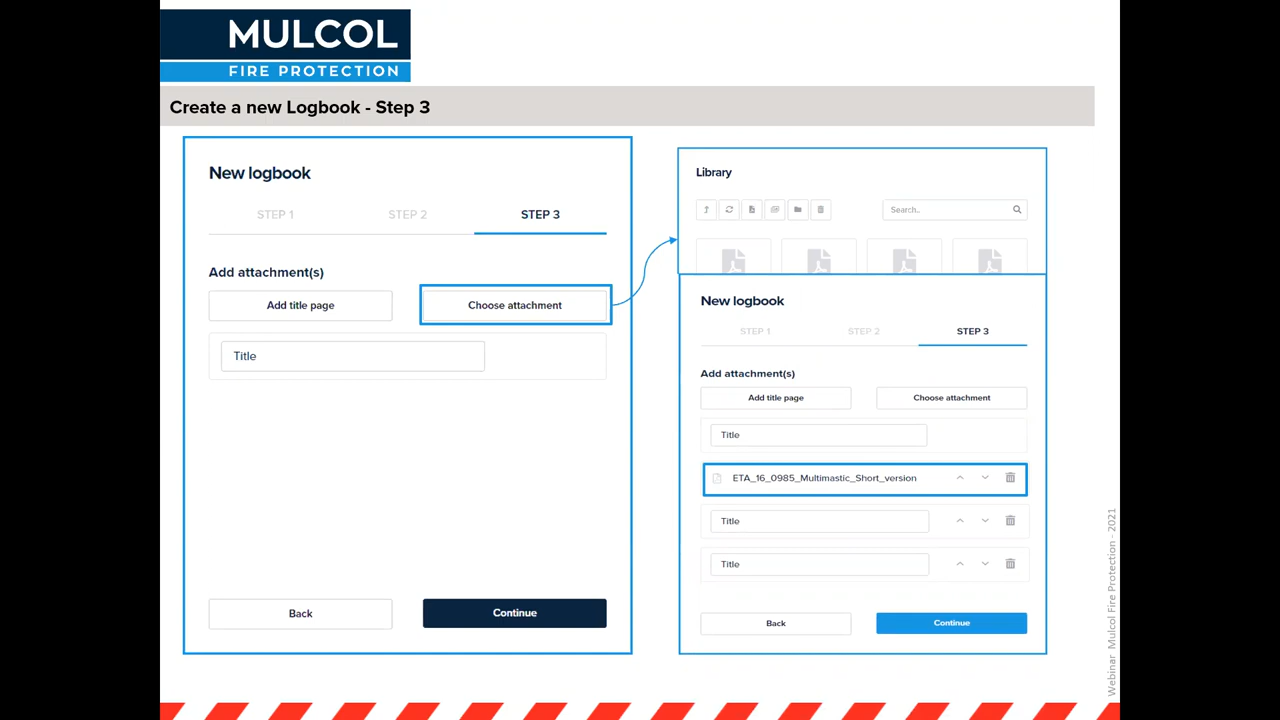 MULCOL
FIRE PROTECTION
Create a new Logbook - Step 3
New logbook
STEP 1 STEP 2 STEP 3
Add attachment(s)
Add title page Choose attachment
Title
Back Continue
Library
Search..
New logbook
STEP 1 STEP 2 STEP 3
Add attachment(s)
Add title page Choose attachment
Title
ETA_16_0985_Multimastic_Short_version
Title
Title
Back Continue
Webinar Mulcol Fire Protection - 2021